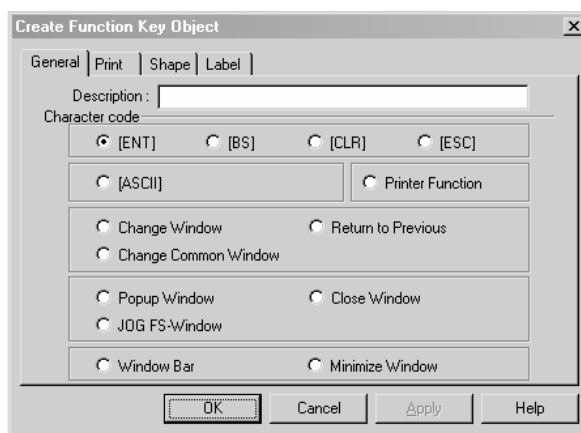 Create Function Key Object
General Print Shape Label
Description :
Character code
[ENT] [BS] [CLR] [ESC]
[ASCII] Printer Function
Change Window Return to Previous
Change Common Window
Popup Window Close Window
JOG FS-Window
Window Bar Minimize Window
OK Cancel Apply Help